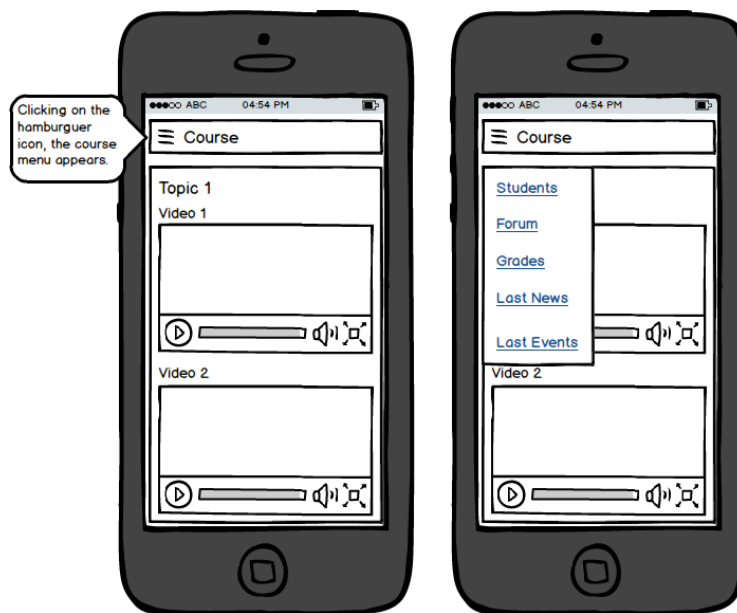 Clicking on the
hamburguer
icon, the course
menu appears.
ABC 04:54 PM
Course
Topic 1
Video 1
Video 2
ABC 04:54 PM
Course
Students
Forum
Grades
Last News
Last Events
Video 2